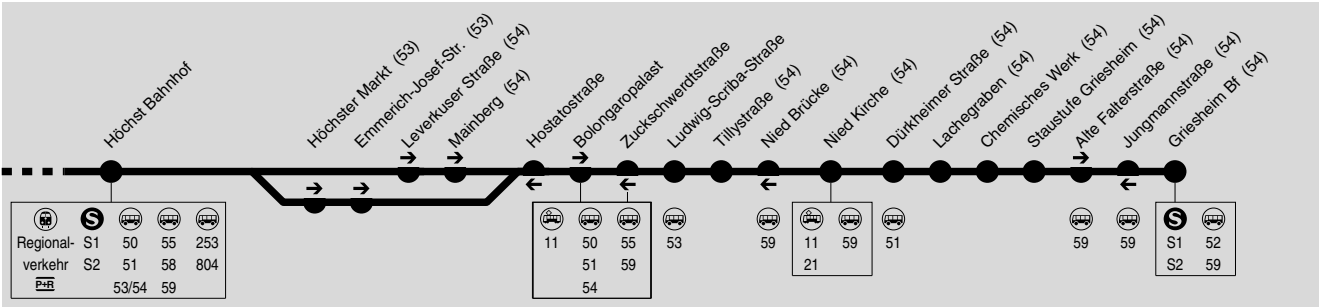 Höchst Bahnhof
Höchster Markt (53)
Emmerich-Josef-Str. (53)
Leverkuser Straße (54)
Mainberg (54)
Hostatostraße
Bolongaropalast
Zuckschwerdtstraße
Ludwig-Scriba-Straße
Tillystraße (54)
Nied Brücke (54)
Nied Kirche (54)
Dürkheimer Straße (54)
Lachegraben (54)
Chemisches Werk (54)
Staustufe Griesheim (54)
Alte Falterstraße (54)
Jungmannstraße (54)
Griesheim Bf (54)
S
Regional- S1 50 55 253
verkehr S2 51 58 804
P+R 53/54 59
11 50 55
51 59
54
53
59
11 59
21
51
59
59
S
S1 52
S2 59